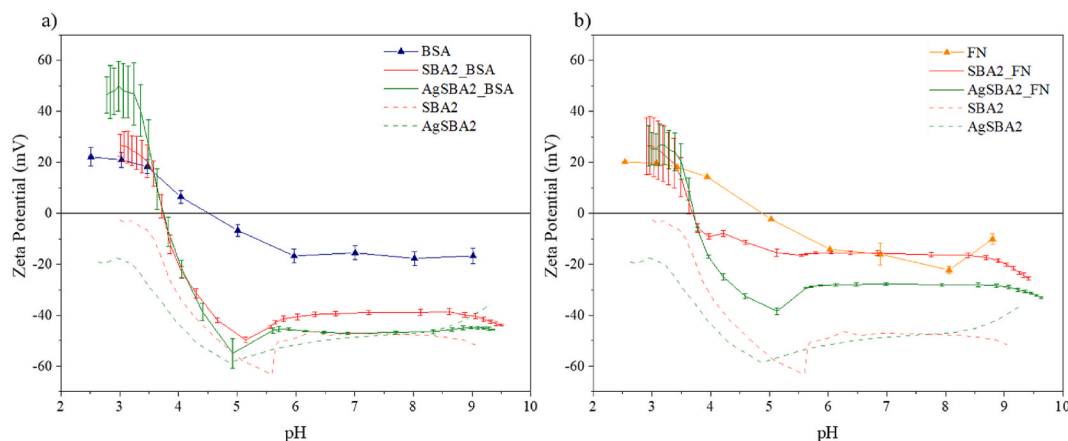 a)
60
40
20
0
-20
-40
-60
Zeta Potential (mV)
2 3 4 5 6 7 8 9 10
pH
BSA
SBA2_BSA
AgSBA2_BSA
SBA2
AgSBA2
b)
60
40
20
0
-20
-40
-60
Zeta Potential (mV)
2 3 4 5 6 7 8 9 10
pH
FN
SBA2_FN
AgSBA2_FN
SBA2
AgSBA2